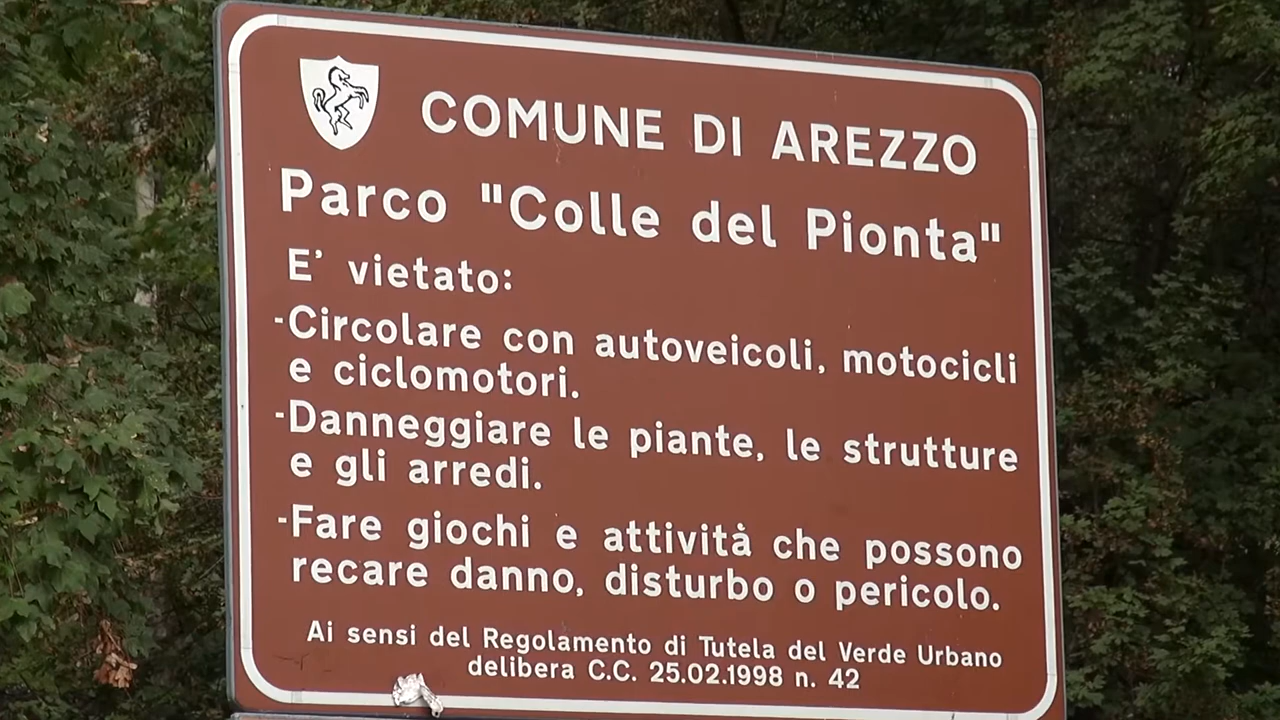 COMUNE DI AREZZO
Parco "Colle del Pionta"
E' vietato:
-Circolare con autoveicoli, motocicli
e ciclomotori.
-Danneggiare le piante, le strutture
e gli arredi.
-Fare giochi e attività che possono
recare danno, disturbo o pericolo.
Ai sensi del Regolamento di Tutela del Verde Urbano
delibera C.C. 25.02.1998 n. 42